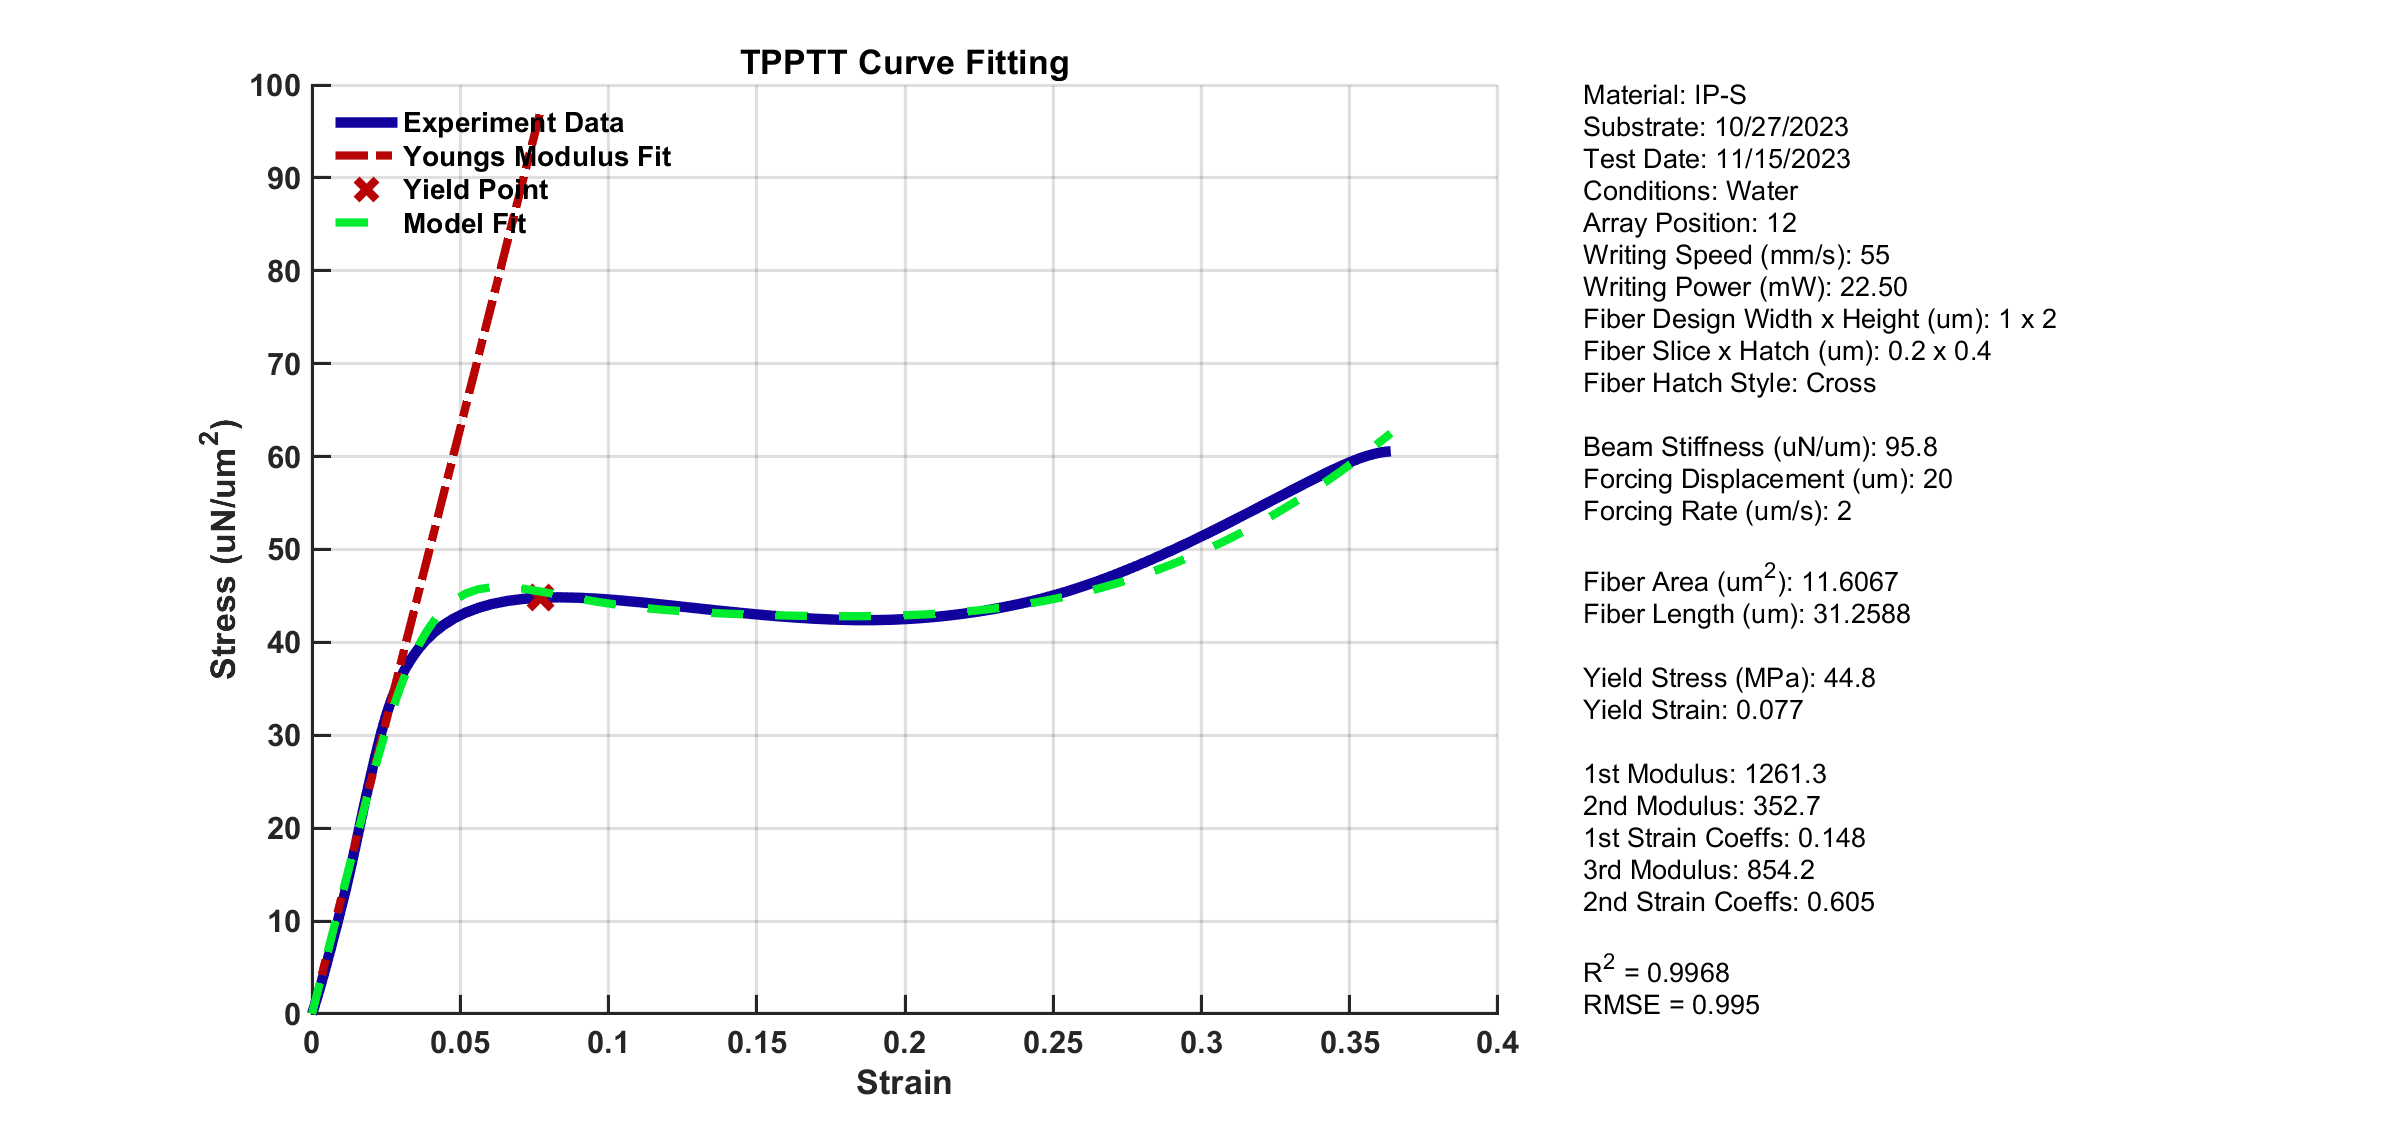 TPPTT Curve Fitting
100
90
80
70
60
50
40
30
20
10
0
Stress (uN/um²)
Experiment Data
Youngs Modulus Fit
Yield Point
Model Fit
0 0.05 0.1 0.15 0.2 0.25 0.3 0.35 0.4
Strain
Material: IP-S
Substrate: 10/27/2023
Test Date: 11/15/2023
Conditions: Water
Array Position: 12
Writing Speed (mm/s): 55
Writing Power (mW): 22.50
Fiber Design Width x Height (um): 1 x 2
Fiber Slice x Hatch (um): 0.2 x 0.4
Fiber Hatch Style: Cross
Beam Stiffness (uN/um): 95.8
Forcing Displacement (um): 20
Forcing Rate (um/s): 2
Fiber Area (um²): 11.6067
Fiber Length (um): 31.2588
Yield Stress (MPa): 44.8
Yield Strain: 0.077
1st Modulus: 1261.3
2nd Modulus: 352.7
1st Strain Coeffs: 0.148
3rd Modulus: 854.2
2nd Strain Coeffs: 0.605
R² = 0.9968
RMSE = 0.995